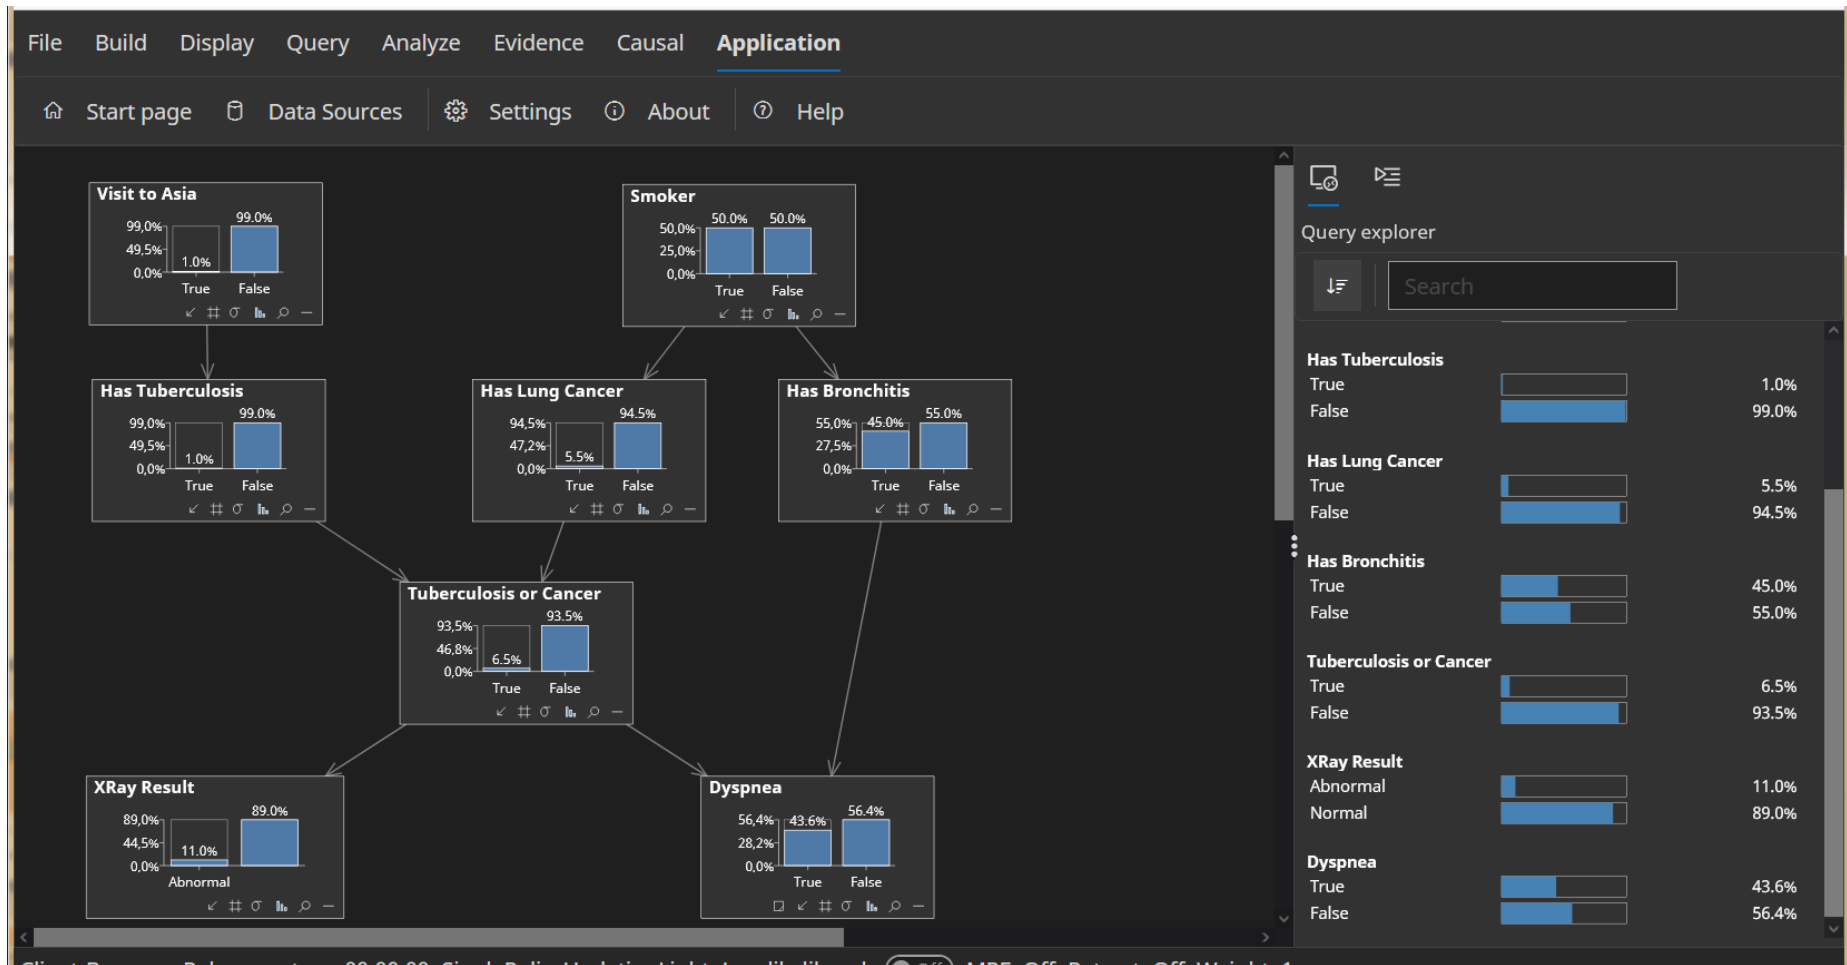 File Build Display Query Analyze Evidence Causal Application
Start page Data Sources Settings About Help
Visit to Asia
99.0%
99,0%
49,5%
1.0%
0,0%
True False
Smoker
50.0% 50.0%
50,0%
25,0%
0,0%
True False
Has Tuberculosis
99.0%
99,0%
49,5%
1.0%
0,0%
True False
Has Lung Cancer
94.5%
94,5%
47,2%
5.5%
0,0%
True False
Has Bronchitis
55.0%
55,0% 45.0%
27,5%
0,0%
True False
Tuberculosis or Cancer
93.5%
93,5%
46,8%
6.5%
0,0%
True False
XRay Result
89.0%
89,0%
44,5%
11.0%
0,0%
Abnormal
Dyspnea
56.4%
56,4% 43.6%
28,2%
0,0%
True False
Query explorer
Search
Has Tuberculosis
True 1.0%
False 99.0%
Has Lung Cancer
True 5.5%
False 94.5%
Has Bronchitis
True 45.0%
False 55.0%
Tuberculosis or Cancer
True 6.5%
False 93.5%
XRay Result
Abnormal 11.0%
Normal 89.0%
Dyspnea
True 43.6%
False 56.4%